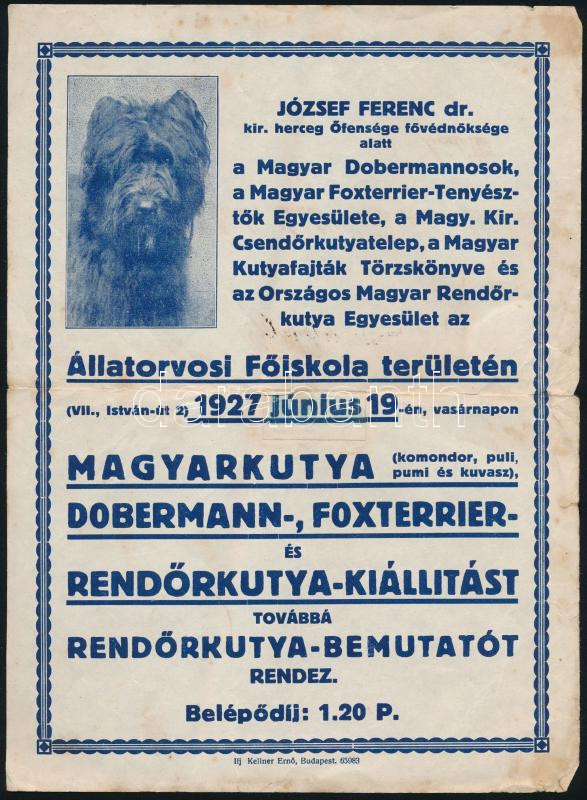 JÓZSEF FERENC dr.
kir. herceg Őfensége fővédnöksége
alatt
a Magyar Dobermannosok,
a Magyar Foxterrier-Tenyész-
tők Egyesülete, a Magy. Kir.
Csendőrkutyatelep, a Magyar
Kutyafajták Törzskönyve és
az Országos Magyar Rendőr-
kutya Egyesület az
Állatorvosi Főiskola területén
(VII., István-út 2) 1927 június 19-én, vasárnapon
MAGYARKUTYA (komondor, puli,
pumi és kuvasz),
DOBERMANN-, FOXTERRIER-
ÉS
RENDŐRKUTYA-KIÁLLITÁST
TOVÁBBÁ
RENDŐRKUTYA-BEMUTATÓT
RENDEZ.
Belépődíj: 1.20 P.
Ifj Kellner Ernő, Budapest. 65983
darabanth